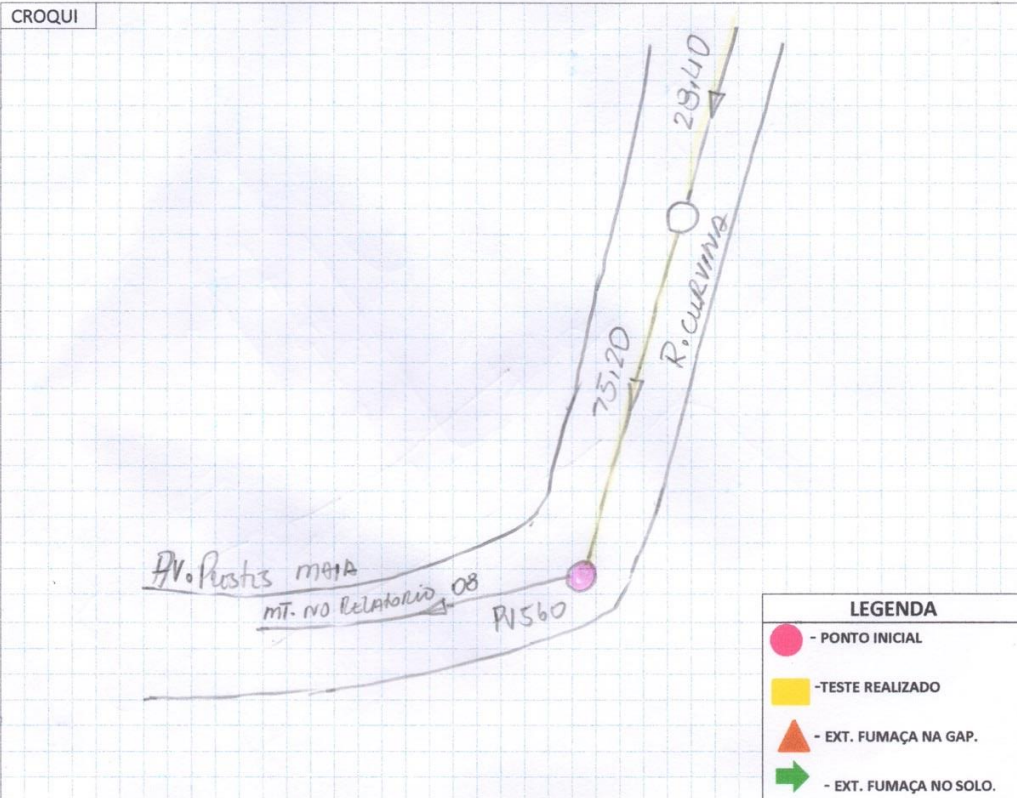 CROQUI
28,40
R. CURVINA
75,20
AV. Prestes MAIA
MT. NO RELATORIO 08
PV560
LEGENDA
- PONTO INICIAL
-TESTE REALIZADO
- EXT. FUMAÇA NA GAP.
- EXT. FUMAÇA NO SOLO.